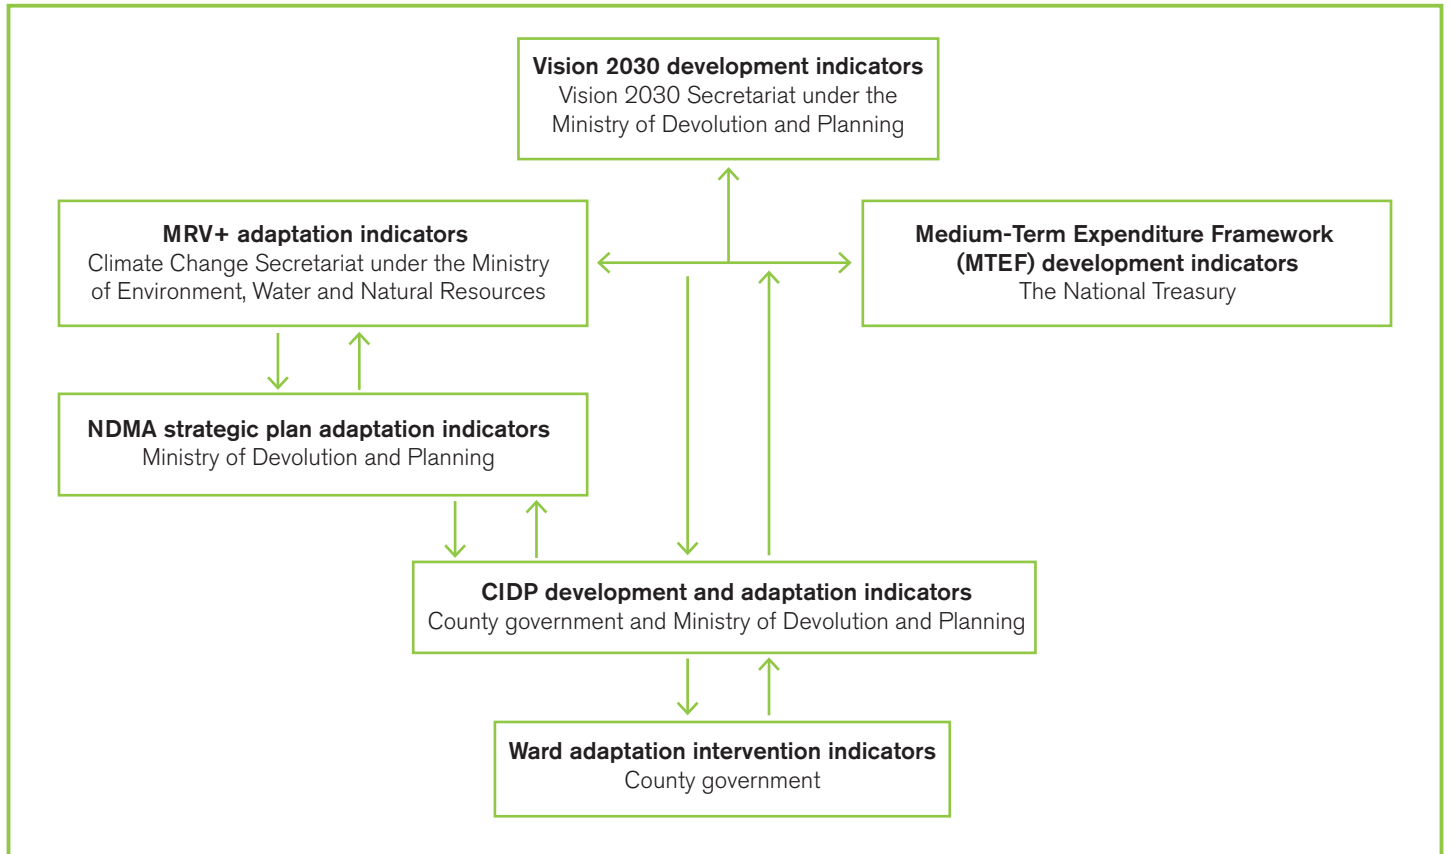 Vision 2030 development indicators
Vision 2030 Secretariat under the
Ministry of Devolution and Planning
MRV+ adaptation indicators
Climate Change Secretariat under the Ministry
of Environment, Water and Natural Resources
Medium-Term Expenditure Framework
(MTEF) development indicators
The National Treasury
NDMA strategic plan adaptation indicators
Ministry of Devolution and Planning
CIDP development and adaptation indicators
County government and Ministry of Devolution and Planning
Ward adaptation intervention indicators
County government